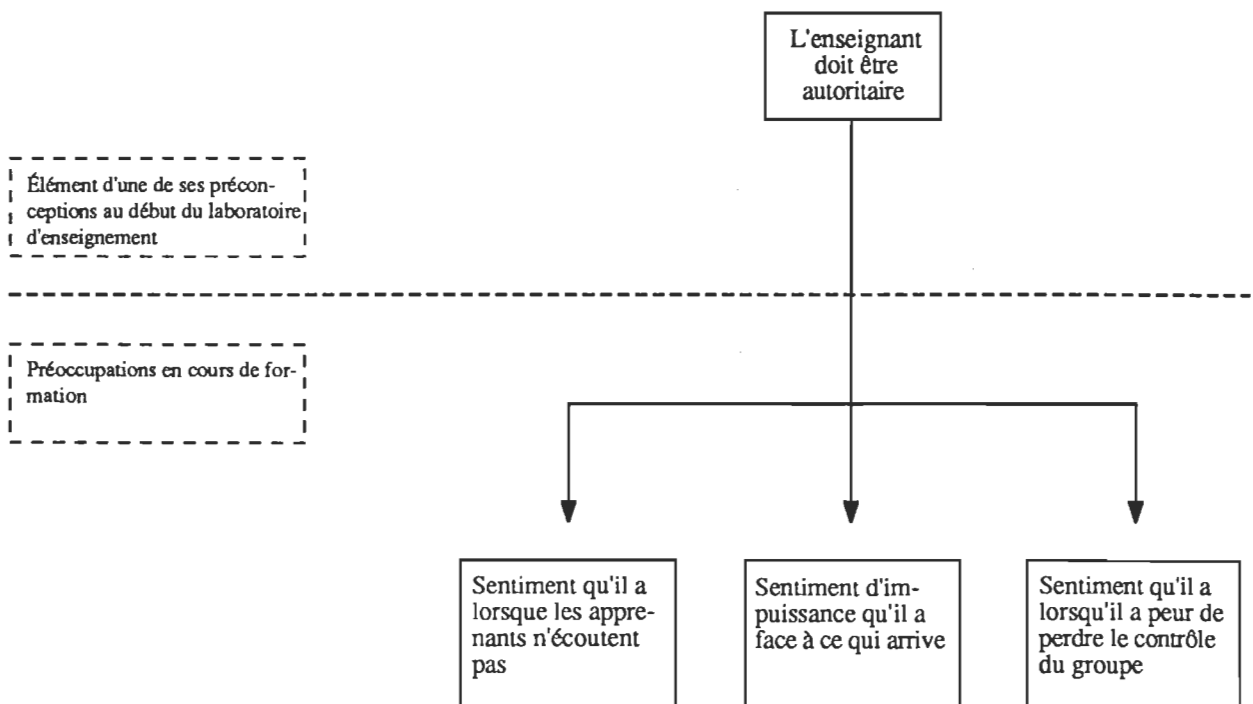 L'enseignant
doit être
autoritaire
Élément d'une de ses précon-
ceptions au début du laboratoire
d'enseignement
Préoccupations en cours de for-
mation
Sentiment qu'il a
lorsque les appre-
nants n'écoutent
pas
Sentiment d'im-
puissance qu'il a
face à ce qui arrive
Sentiment qu'il a
lorsqu'il a peur de
perdre le contrôle
du groupe